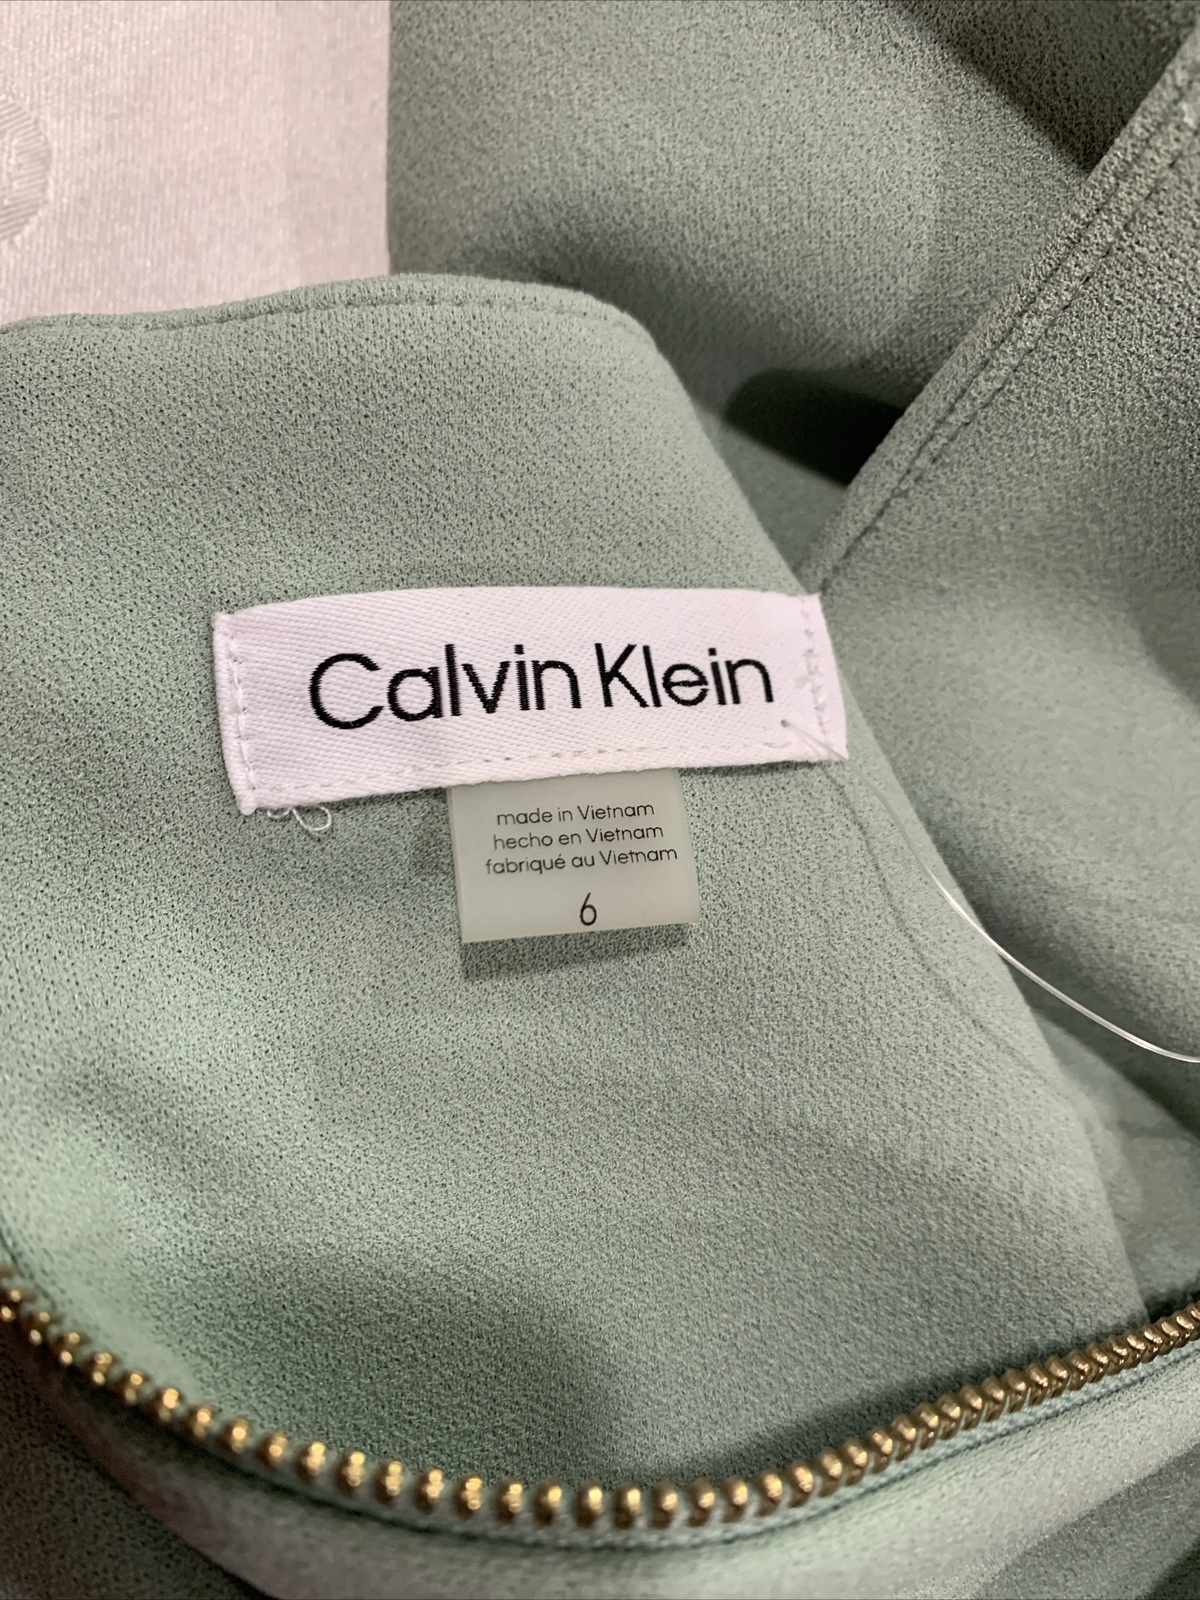 Calvin Klein
made in Vietnam
hecho en Vietnam
fabriqué au Vietnam
6